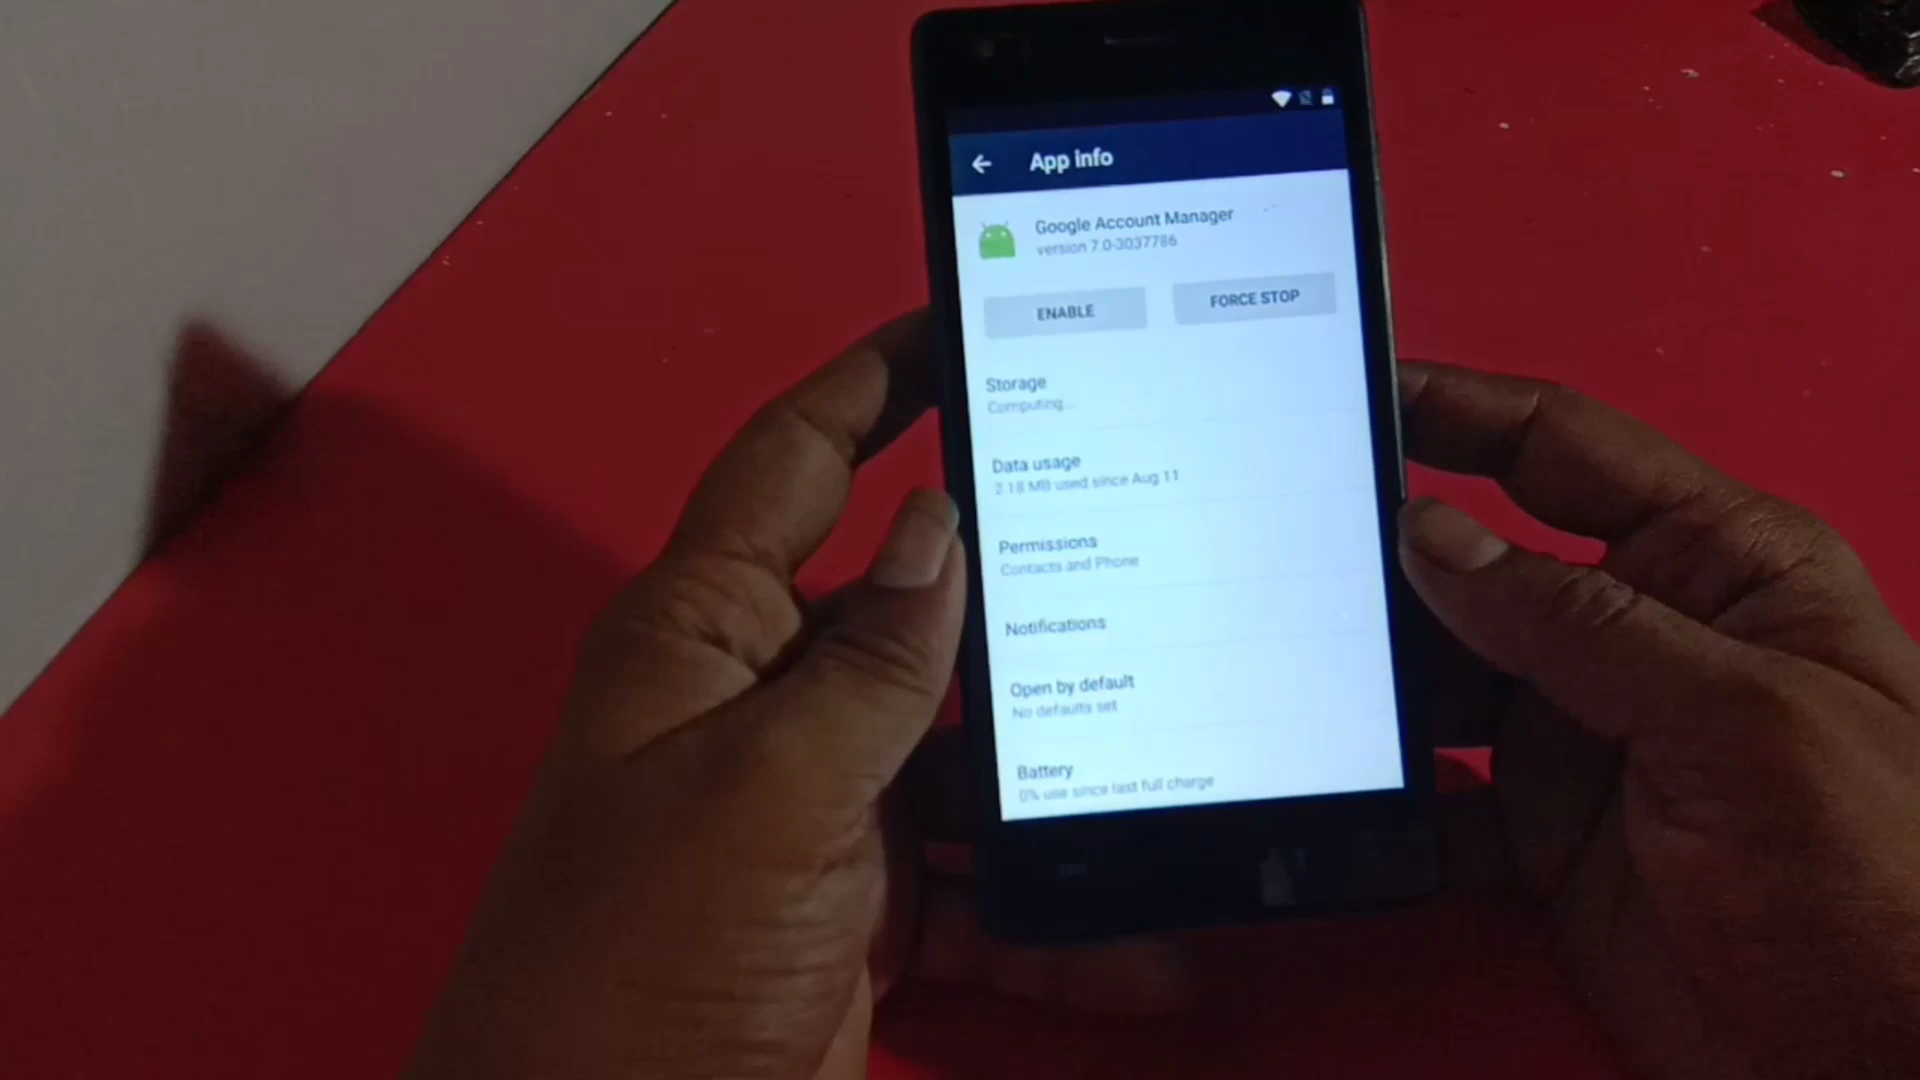 App info
Google Account Manager
version 7.0-3037786
ENABLE
FORCE STOP
Storage
Computing...
Data usage
2.18 MB used since Aug 11
Permissions
Contacts and Phone
Notifications
Open by default
No defaults set
Battery
0% use since last full charge